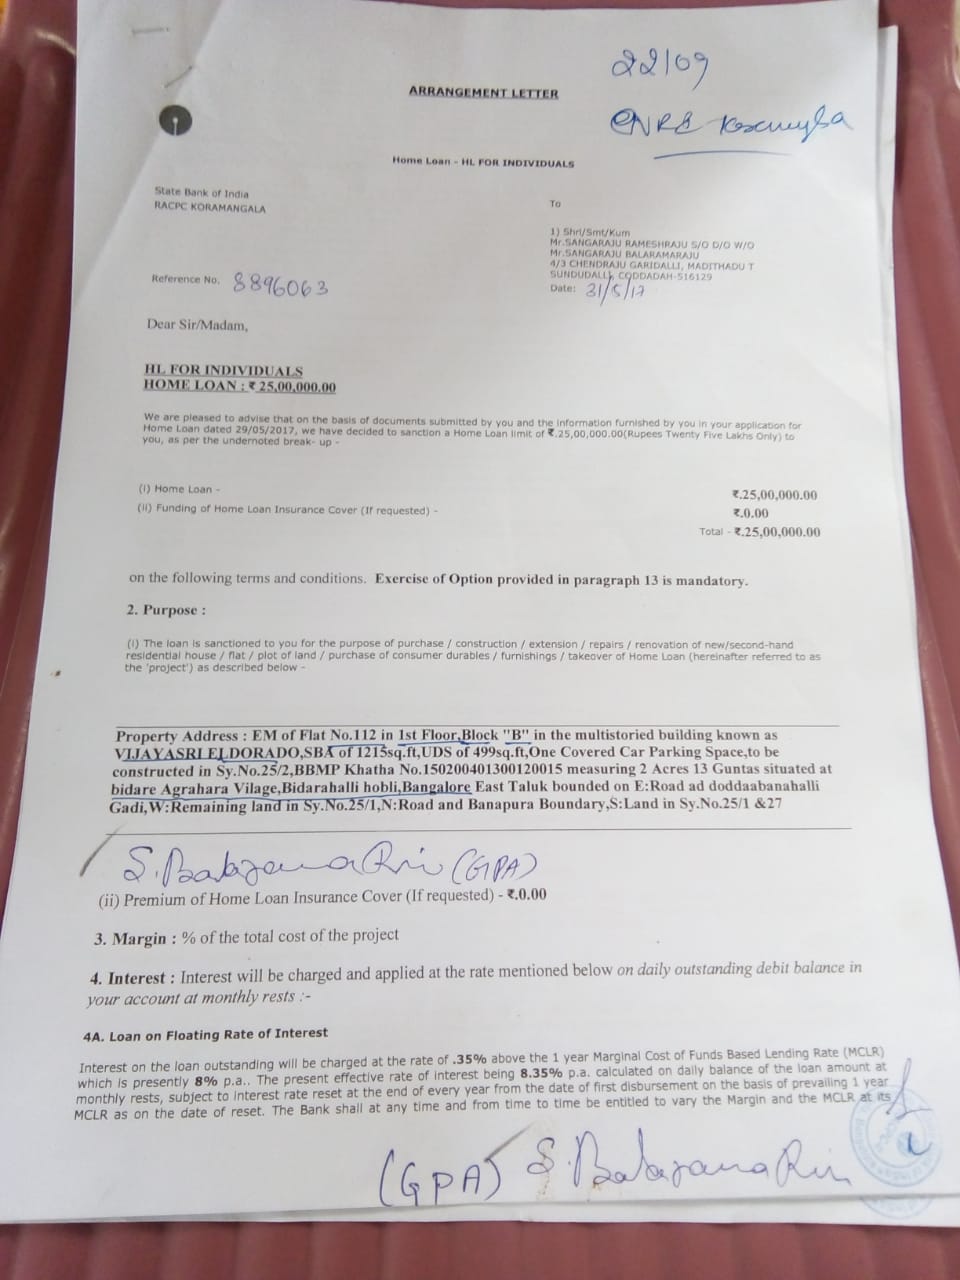 22/09
ARRANGEMENT LETTER
Home Loan - HL FOR INDIVIDUALS
State Bank of India
RACPC KORAMANGALA
To
1) Shri/Smt/Kum
Mr.SANGARAJU RAMESHRAJU S/O D/O W/O
Mr.SANGARAJU BALARAMARAJU
4/3 CHENDRAJU GARIDALLI, MADITHADU T
SUNDUDALLI, CODDADAH-516129
Reference No. 8896063
Date: 31/5/17
Dear Sir/Madam,
HL FOR INDIVIDUALS
HOME LOAN : ₹ 25,00,000.00
We are pleased to advise that on the basis of documents submitted by you and the information furnished by you in your application for
Home Loan dated 29/05/2017, we have decided to sanction a Home Loan limit of ₹.25,00,000.00(Rupees Twenty Five Lakhs Only) to
you, as per the undernoted break- up -
(i) Home Loan - ₹.25,00,000.00
(ii) Funding of Home Loan Insurance Cover (If requested) - ₹.0.00
Total - ₹.25,00,000.00
on the following terms and conditions. Exercise of Option provided in paragraph 13 is mandatory.
2. Purpose :
(i) The loan is sanctioned to you for the purpose of purchase / construction / extension / repairs / renovation of new/second-hand
residential house / flat / plot of land / purchase of consumer durables / furnishings / takeover of Home Loan (hereinafter referred to as
the 'project') as described below -
Property Address : EM of Flat No.112 in 1st Floor,Block "B" in the multistoried building known as
VIJAYASRI ELDORADO,SBA of 1215sq.ft,UDS of 499sq.ft,One Covered Car Parking Space,to be
constructed in Sy.No.25/2,BBMP Khatha No.150200401300120015 measuring 2 Acres 13 Guntas situated at
bidare Agrahara Vilage,Bidarahalli hobli,Bangalore East Taluk bounded on E:Road ad doddaabanahalli
Gadi,W:Remaining land in Sy.No.25/1,N:Road and Banapura Boundary,S:Land in Sy.No.25/1 &27
(GPA)
(ii) Premium of Home Loan Insurance Cover (If requested) - ₹.0.00
3. Margin : % of the total cost of the project
4. Interest : Interest will be charged and applied at the rate mentioned below on daily outstanding debit balance in
your account at monthly rests :-
4A. Loan on Floating Rate of Interest
Interest on the loan outstanding will be charged at the rate of .35% above the 1 year Marginal Cost of Funds Based Lending Rate (MCLR)
which is presently 8% p.a.. The present effective rate of interest being 8.35% p.a. calculated on daily balance of the loan amount at
monthly rests, subject to interest rate reset at the end of every year from the date of first disbursement on the basis of prevailing 1 year
MCLR as on the date of reset. The Bank shall at any time and from time to time be entitled to vary the Margin and the MCLR at its
(GPA)